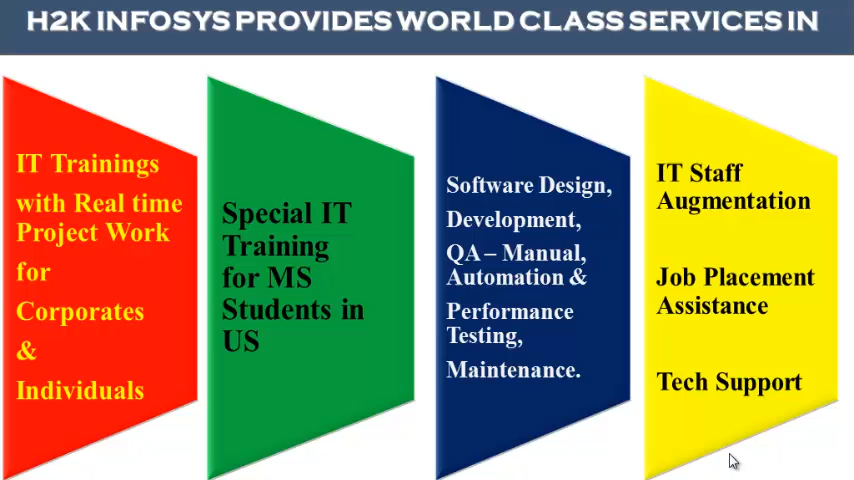 H2K INFOSYS PROVIDES WORLD CLASS SERVICES IN
IT Trainings
with Real time
Project Work
for
Corporates
&
Individuals
Special IT
Training
for MS
Students in
US
Software Design,
Development,
QA – Manual,
Automation &
Performance
Testing,
Maintenance.
IT Staff
Augmentation
Job Placement
Assistance
Tech Support